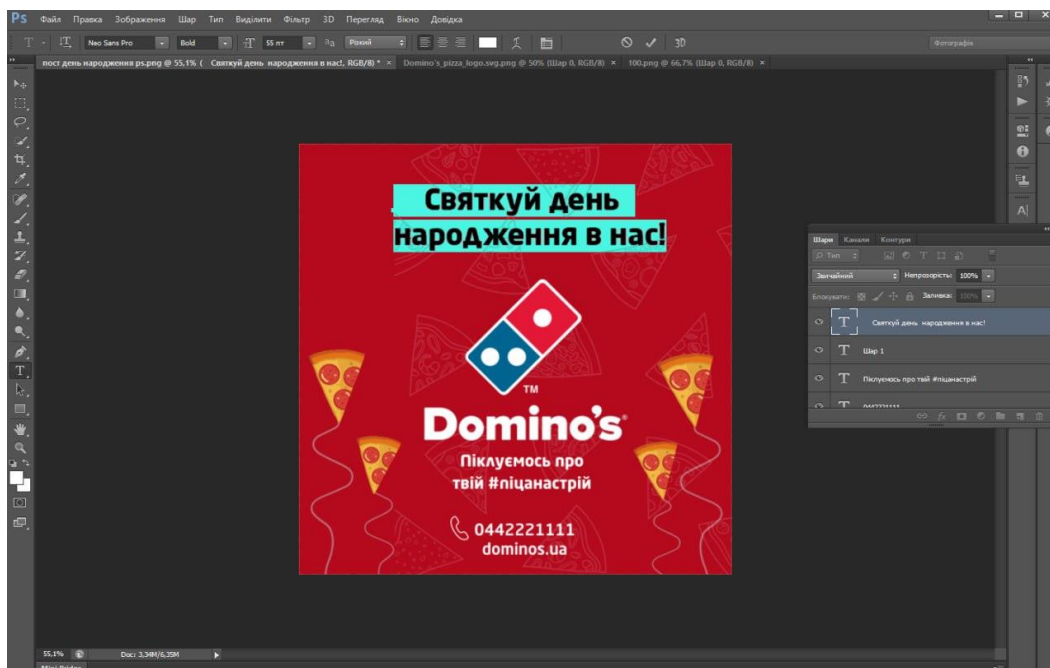 Ps Файл Правка Зображення Шар Тип Виділити Фільтр 3D Перегляд Вікно Довідка
T Neo Sans Pro Bold 55 пт Різкий 3D Фотографія
пост день народження ps.png @ 55,1% ( Святкуй день народження в нас!, RGB/8) * × Domino's_pizza_logo.svg.png @ 50% (Шар 0, RGB/8) × 100.png @ 66,7% (Шар 0, RGB/8) ×
Святкуй день
народження в нас!
TM
Domino's®
Піклуємось про
твій #піцанастрій
0442221111
dominos.ua
Шари Канали Контури
Тип
Звичайний Непрозорість: 100%
Блокувати: Заливка: 100%
T Святкуй день народження в нас!
T Шар 1
T Піклуємось про твій #піцанастрій
T 0442221111
55,1% Doc: 3,34M/6,35M
Mini Bridge